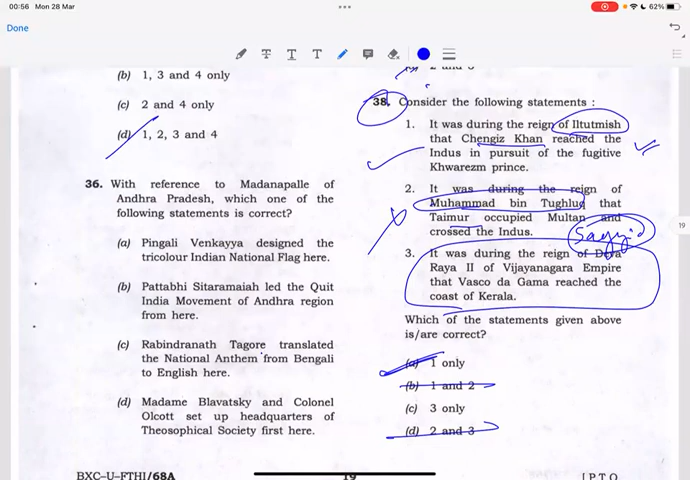 00:56 Mon 28 Mar
62%
Done
(b) 1, 3 and 4 only
(c) 2 and 4 only
(d) 1, 2, 3 and 4
36. With reference to Madanapalle of
Andhra Pradesh, which one of the
following statements is correct?
(a) Pingali Venkayya designed the
tricolour Indian National Flag here.
(b) Pattabhi Sitaramaiah led the Quit
India Movement of Andhra region
from here.
(c) Rabindranath Tagore translated
the National Anthem from Bengali
to English here.
(d) Madame Blavatsky and Colonel
Olcott set up headquarters of
Theosophical Society first here.
BXC-U-FTHI/68A
38. Consider the following statements :
1. It was during the reign of Iltutmish
that Chengiz Khan reached the
Indus in pursuit of the fugitive
Khwarezm prince.
2. It was during the reign of
Muhammad bin Tughluq that
Taimur occupied Multan and
crossed the Indus.
Sayyid
3. It was during the reign of Deva
Raya II of Vijayanagara Empire
that Vasco da Gama reached the
coast of Kerala.
Which of the statements given above
is/are correct?
(a) 1 only
(b) 1 and 2
(c) 3 only
(d) 2 and 3
19
[ P.T.O.
19